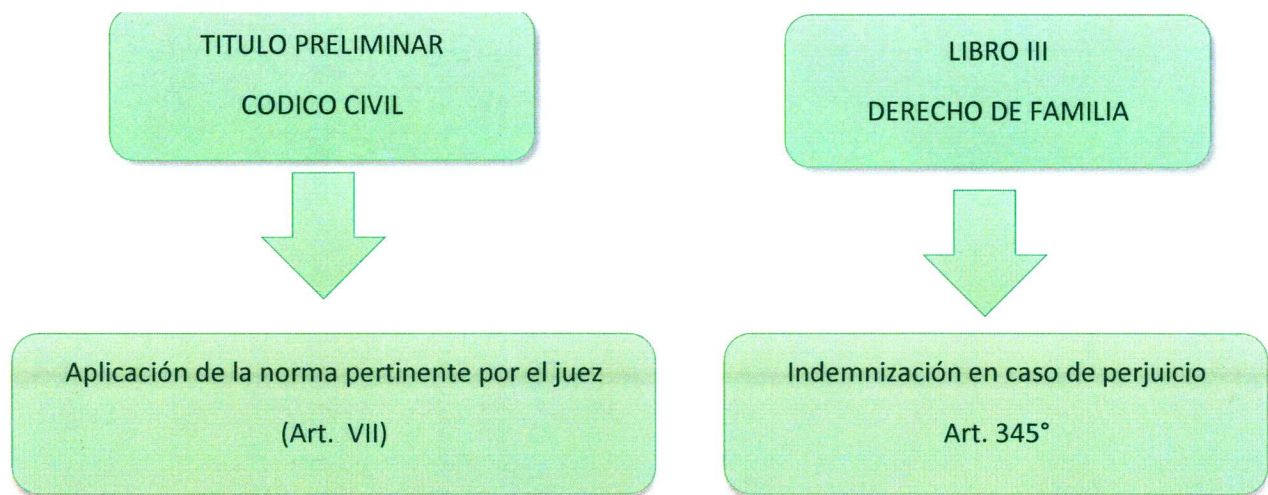 TITULO PRELIMINAR
CODICO CIVIL
Aplicación de la norma pertinente por el juez
(Art. VII)
LIBRO III
DERECHO DE FAMILIA
Indemnización en caso de perjuicio
Art. 345°